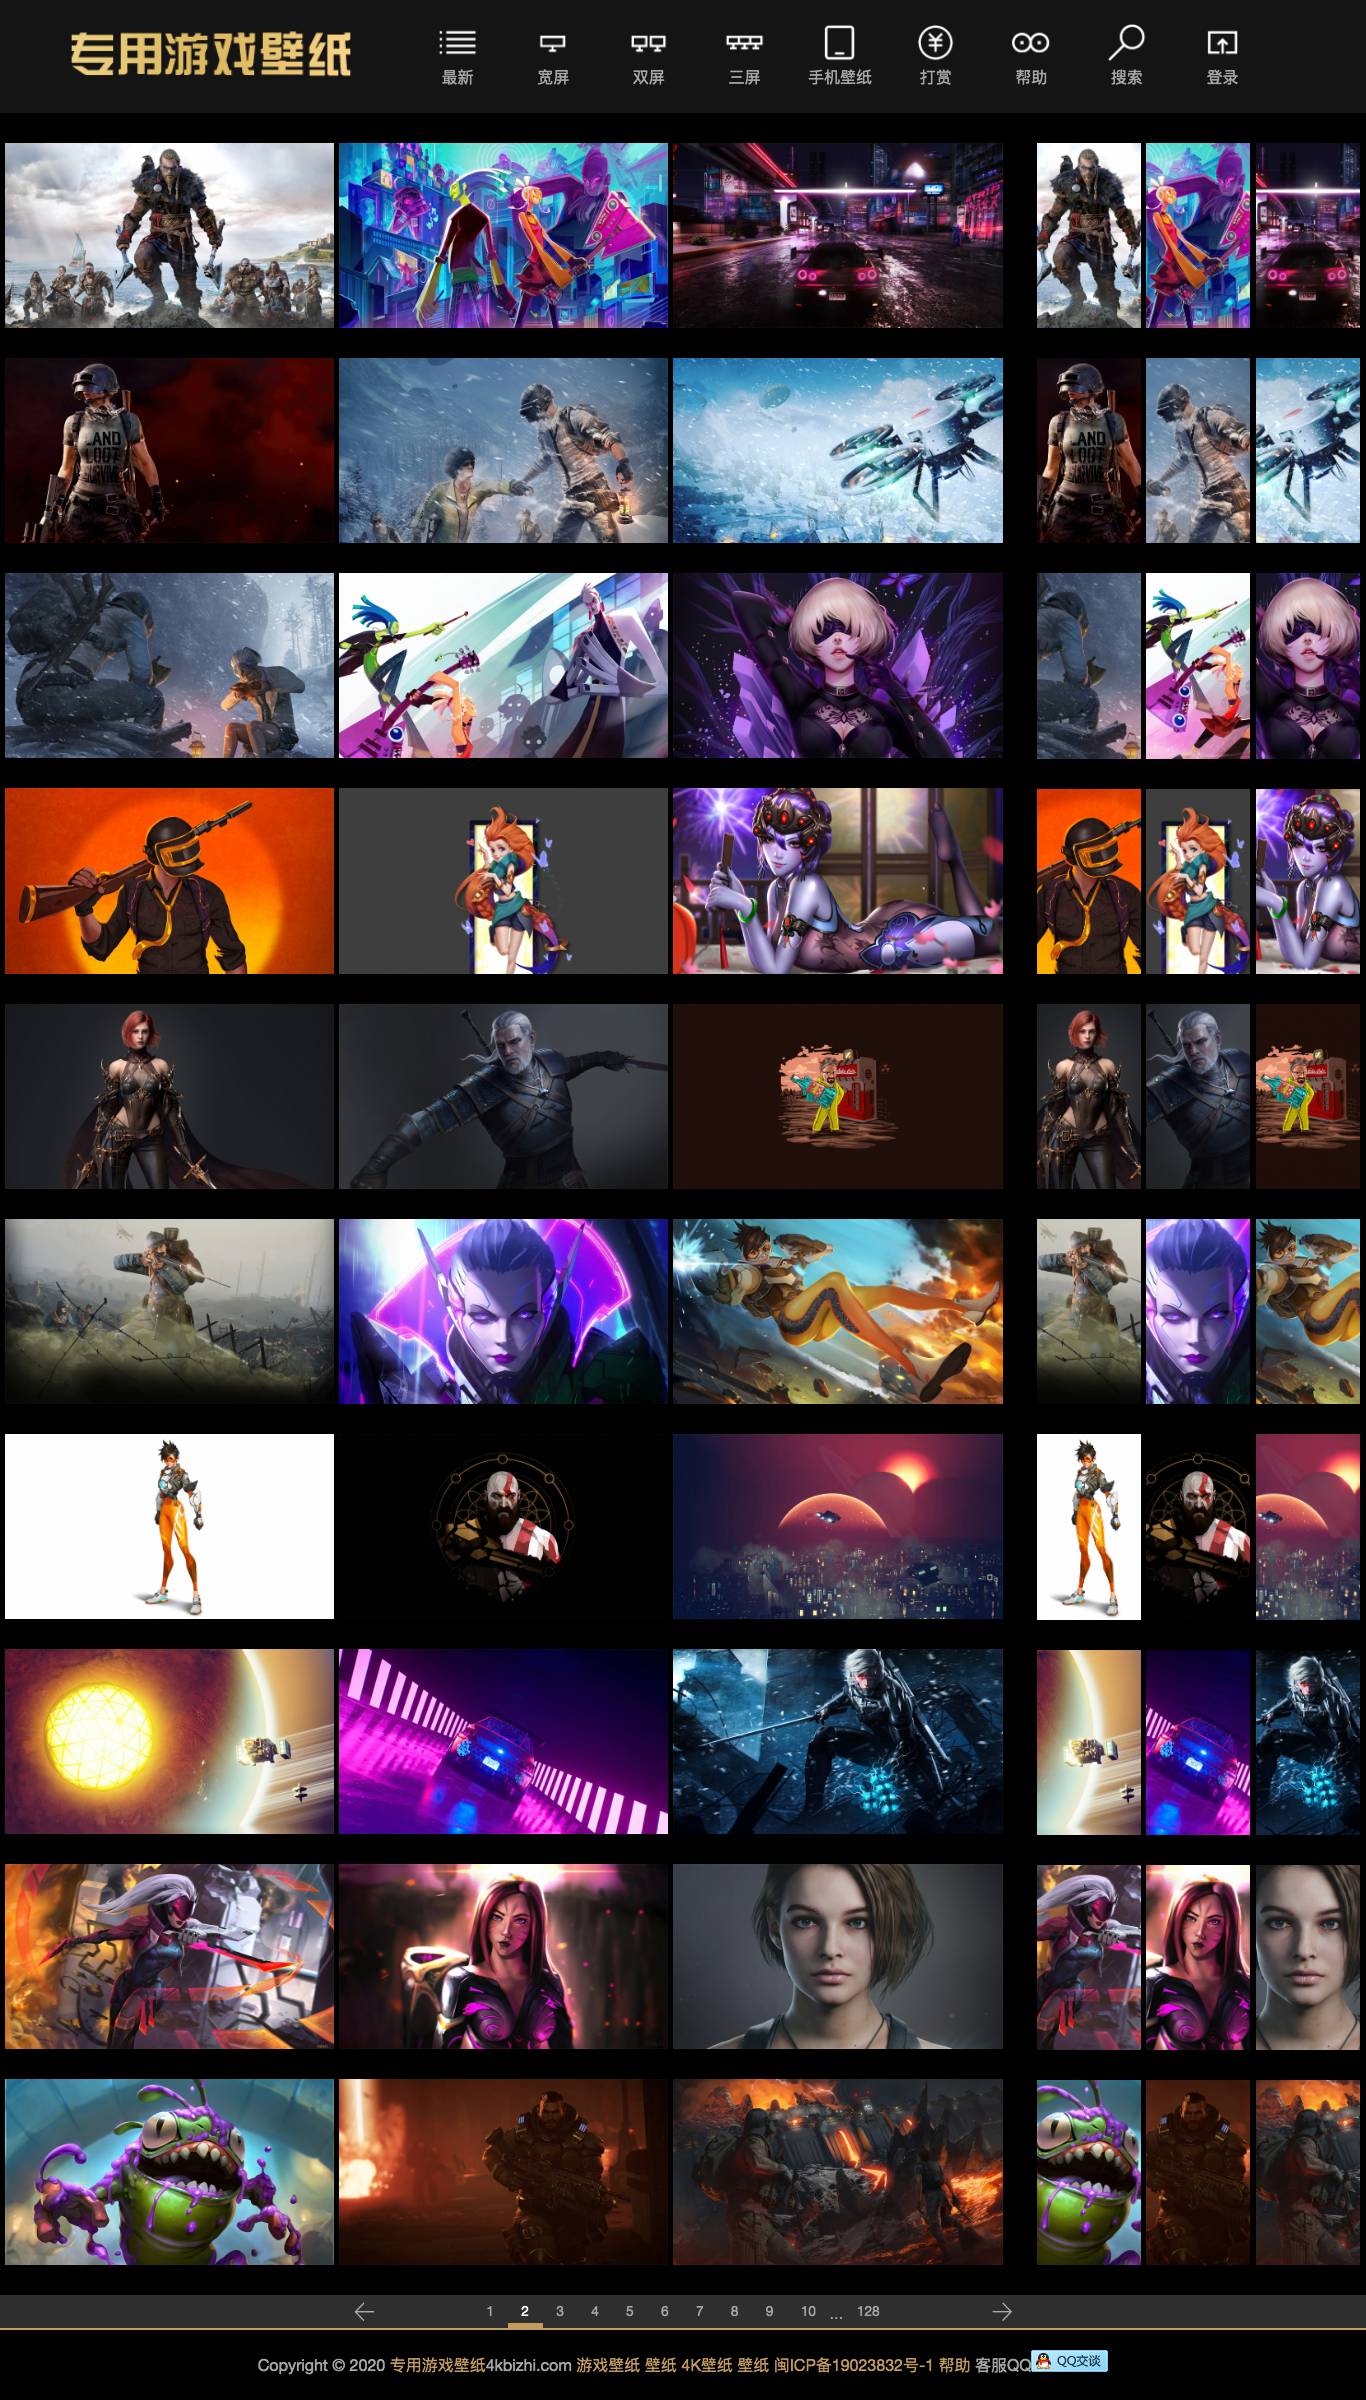 专用游戏壁纸
最新 宽屏 双屏 三屏 手机壁纸 打赏 帮助 搜索 登录
LAND
LOOT
SURVIVE
AND
LOOT
SURVIVE
1 2 3 4 5 6 7 8 9 10 ... 128
Copyright © 2020 专用游戏壁纸4kbizhi.com 游戏壁纸 壁纸 4K壁纸 壁纸 闽ICP备19023832号-1 帮助 客服QQ QQ交谈